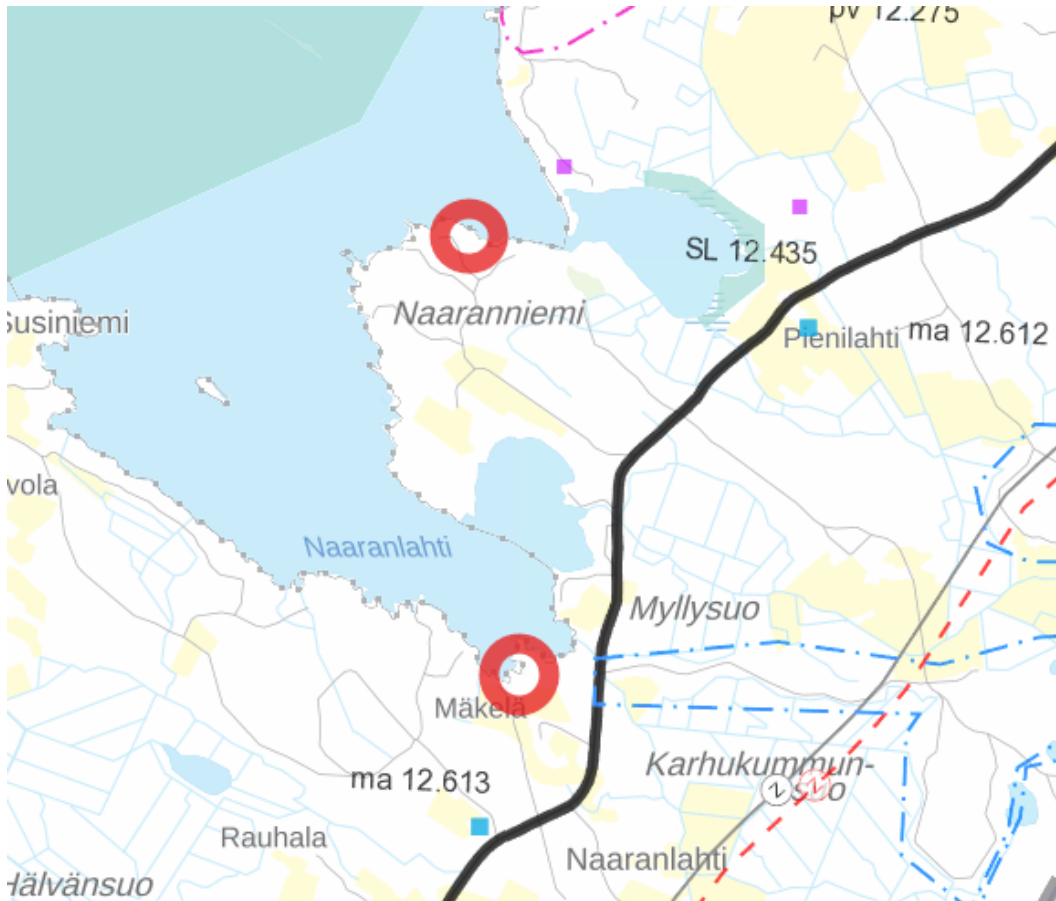 pv 12.275
SL 12.435
Naaranniemi
Susiniemi
Pienilahti
ma 12.612
vola
Naaranlahti
Myllysuo
Mäkelä
Karhukummun-
suo
ma 12.613
Rauhala
Naaranlahti
Hälvänsuo